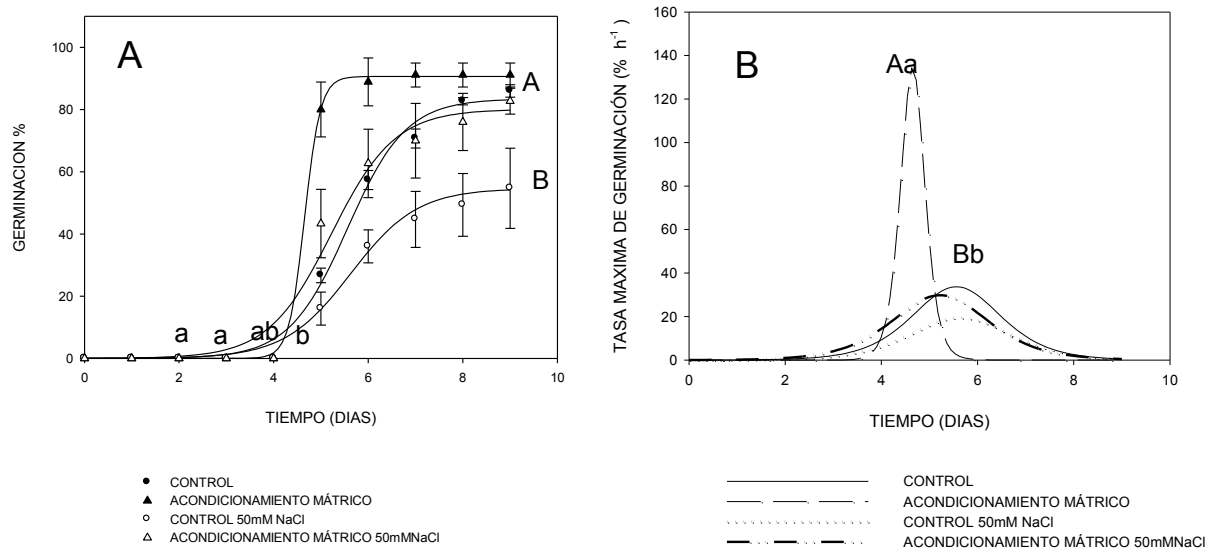 A
GERMINACION %
100
80
60
40
20
0
A
B
a a ab b
0 2 4 6 8 10
TIEMPO (DIAS)
CONTROL
ACONDICIONAMIENTO MÁTRICO
CONTROL 50mM NaCl
ACONDICIONAMIENTO MÁTRICO 50mMNaCl
B
TASA MAXIMA DE GERMINACIÓN (% h⁻¹)
160
140
120
100
80
60
40
20
0
Aa
Bb
0 2 4 6 8 10
TIEMPO (DIAS)
CONTROL
ACONDICIONAMIENTO MÁTRICO
CONTROL 50mM NaCl
ACONDICIONAMIENTO MÁTRICO 50mMNaCl